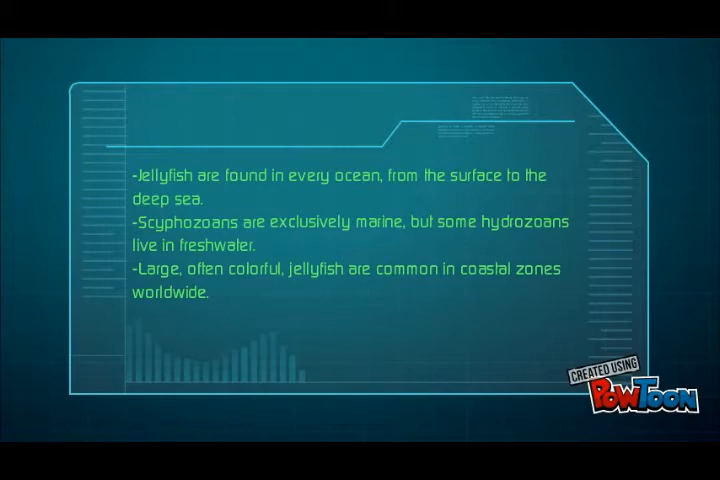 -Jellyfish are found in every ocean, from the surface to the
deep sea.
-Scyphozoans are exclusively marine, but some hydrozoans
live in freshwater.
-Large, often colorful, jellyfish are common in coastal zones
worldwide.
CREATED USING
POWTOON